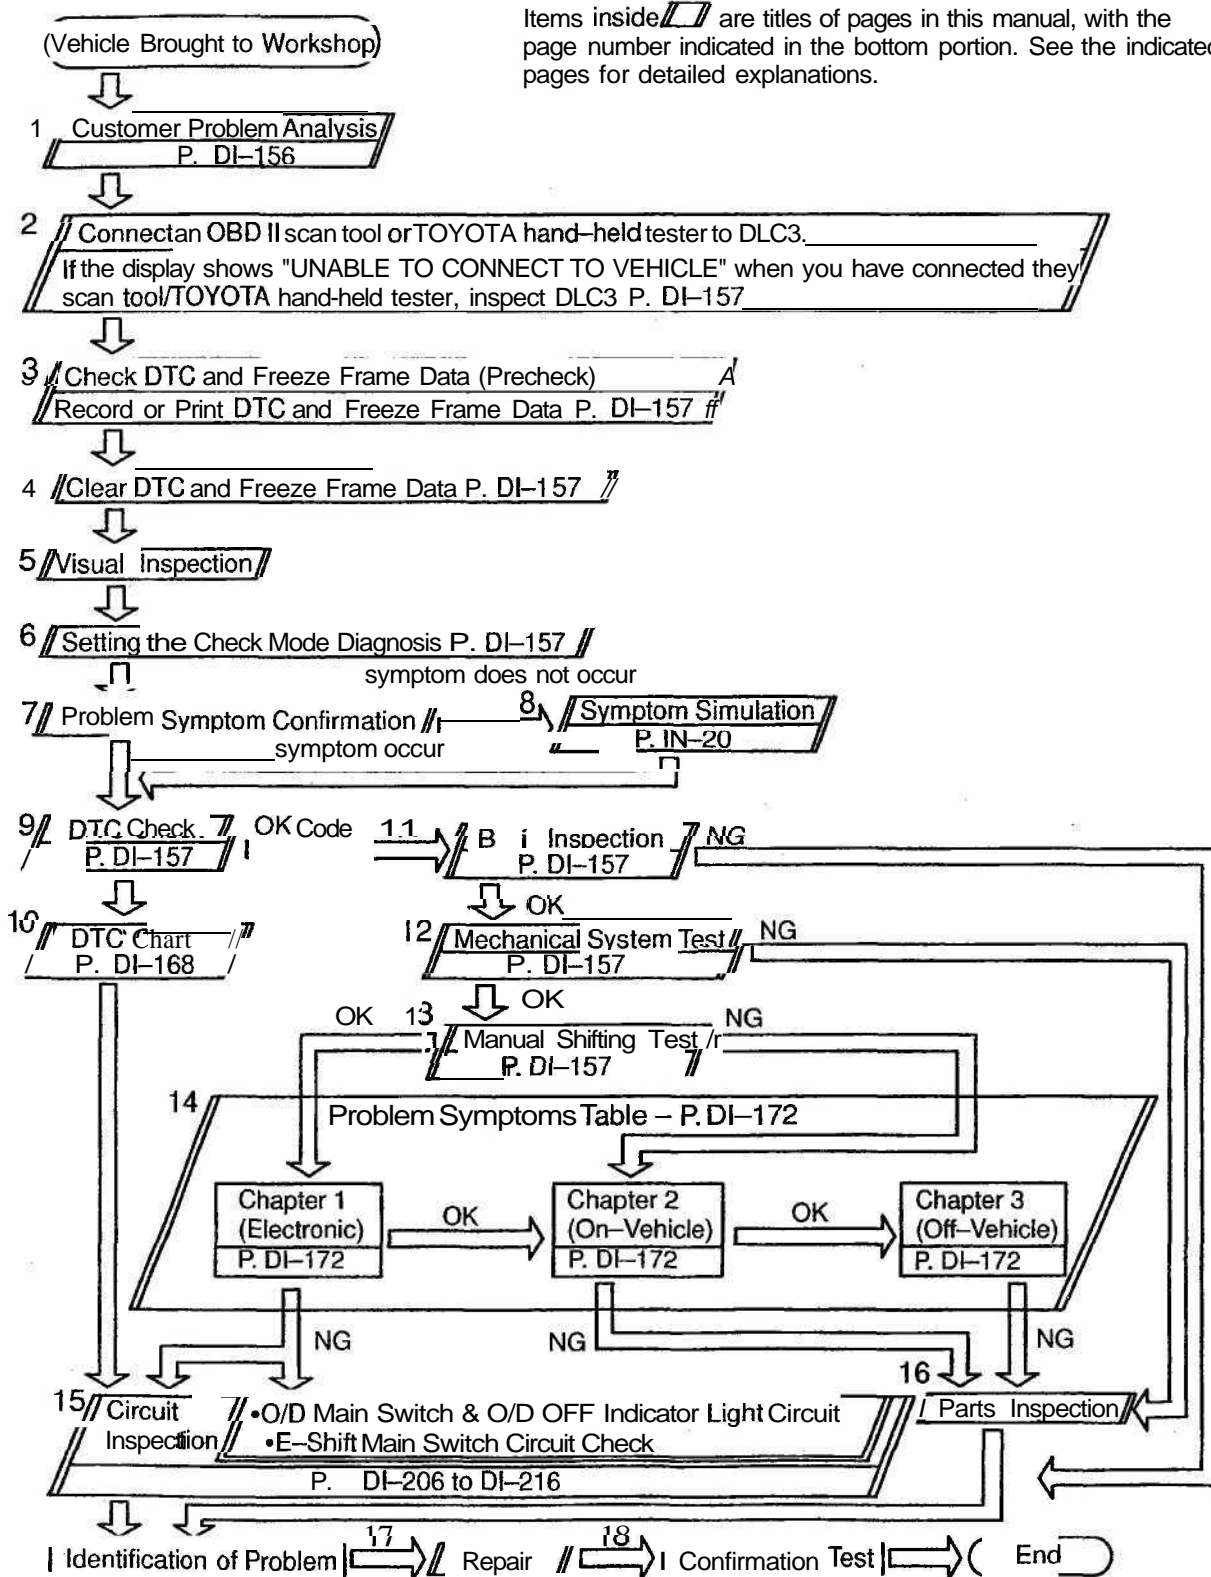 Items inside are titles of pages in this manual, with the
page number indicated in the bottom portion. See the indicated
pages for detailed explanations.
(Vehicle Brought to Workshop)
1 Customer Problem Analysis
P. DI–156
2 Connect an OBD II scan tool or TOYOTA hand–held tester to DLC3.
If the display shows "UNABLE TO CONNECT TO VEHICLE" when you have connected they
scan tool/TOYOTA hand-held tester, inspect DLC3 P. DI–157
3 Check DTC and Freeze Frame Data (Precheck)
Record or Print DTC and Freeze Frame Data P. DI–157
4 Clear DTC and Freeze Frame Data P. DI–157
5 Visual Inspection
6 Setting the Check Mode Diagnosis P. DI–157
symptom does not occur
7 Problem Symptom Confirmation
8 Symptom Simulation
P. IN–20
symptom occur
9 DTC Check
P. DI–157
OK Code
11 B i Inspection
P. DI–157
NG
OK
10 DTC Chart
P. DI–168
12 Mechanical System Test
P. DI–157
NG
OK
OK
13 Manual Shifting Test
P. DI–157
NG
14 Problem Symptoms Table – P. DI–172
Chapter 1
(Electronic)
P. DI–172
OK
Chapter 2
(On–Vehicle)
P. DI–172
OK
Chapter 3
(Off–Vehicle)
P. DI–172
NG
NG
NG
15 Circuit
Inspection
•O/D Main Switch & O/D OFF Indicator Light Circuit
•E–Shift Main Switch Circuit Check
P. DI–206 to DI–216
16 Parts Inspection
Identification of Problem
17 Repair
18 Confirmation Test
End